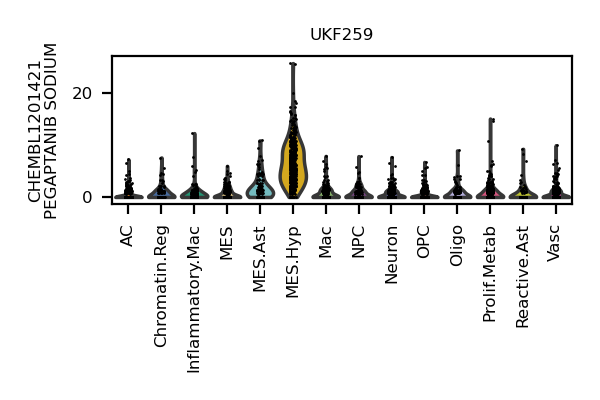 UKF259
CHEMBL1201421
PEGAPTANIB SODIUM
20
0
AC
Chromatin.Reg
Inflammatory.Mac
MES
MES.Ast
MES.Hyp
Mac
NPC
Neuron
OPC
Oligo
Prolif.Metab
Reactive.Ast
Vasc